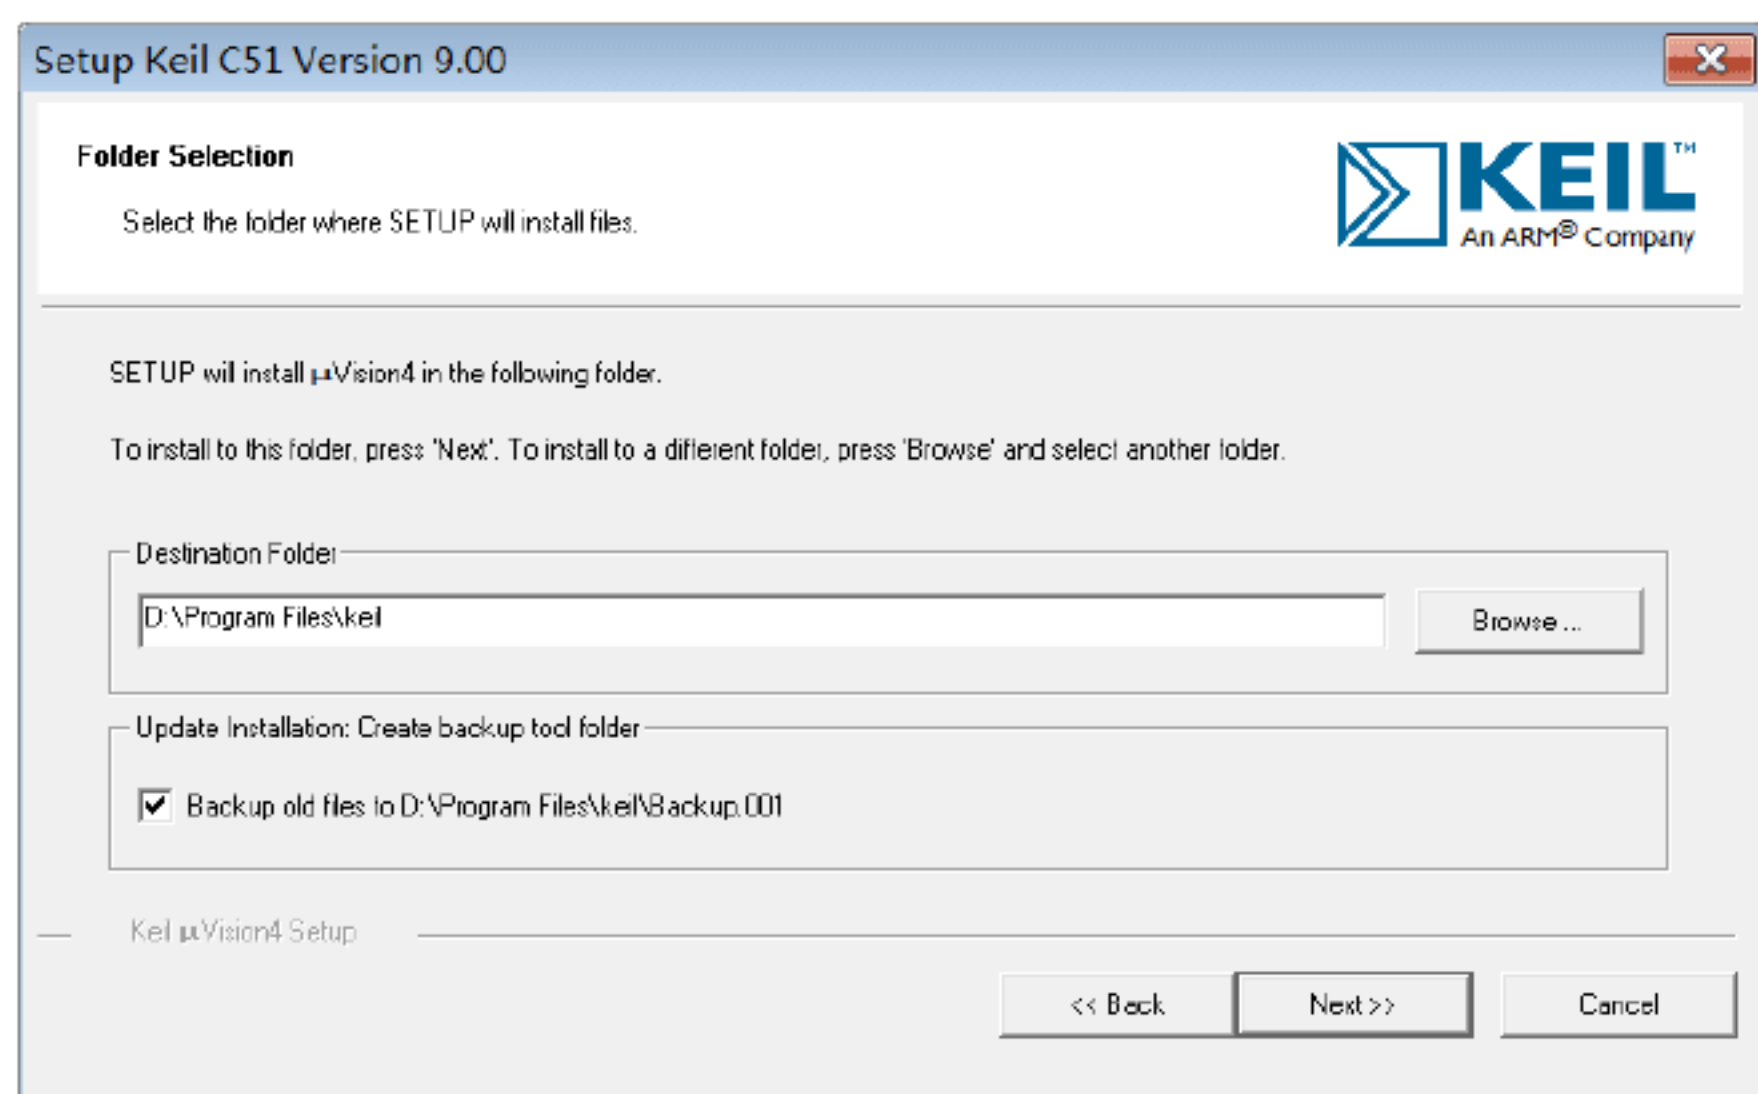 Setup Keil C51 Version 9.00
Folder Selection
Select the folder where SETUP will install files.
KEIL™
An ARM® Company
SETUP will install µVision4 in the following folder.
To install to this folder, press 'Next'. To install to a different folder, press 'Browse' and select another folder.
Destination Folder
D:\Program Files\keil
Browse ...
Update Installation: Create backup tool folder
Backup old files to D:\Program Files\keil\Backup.001
Keil µVision4 Setup
<< Back
Next >>
Cancel